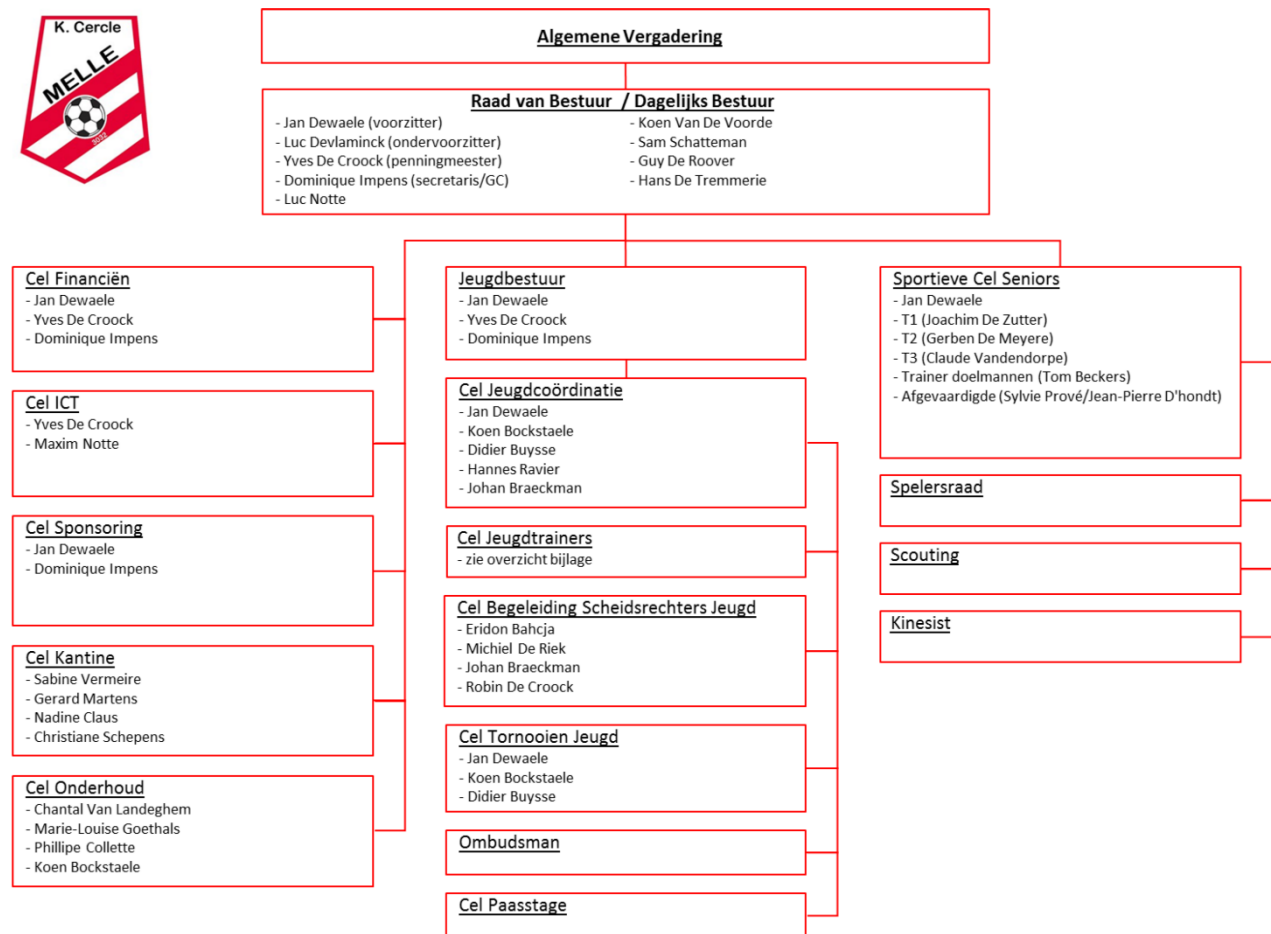 K. Cercle
MELLE
5032
Algemene Vergadering
Raad van Bestuur / Dagelijks Bestuur
- Jan Dewaele (voorzitter)
- Luc Devlaminck (ondervoorzitter)
- Yves De Croock (penningmeester)
- Dominique Impens (secretaris/GC)
- Luc Notte
- Koen Van De Voorde
- Sam Schatteman
- Guy De Roover
- Hans De Tremmerie
Cel Financiën
- Jan Dewaele
- Yves De Croock
- Dominique Impens
Cel ICT
- Yves De Croock
- Maxim Notte
Cel Sponsoring
- Jan Dewaele
- Dominique Impens
Cel Kantine
- Sabine Vermeire
- Gerard Martens
- Nadine Claus
- Christiane Schepens
Cel Onderhoud
- Chantal Van Landeghem
- Marie-Louise Goethals
- Phillipe Collette
- Koen Bockstaele
Jeugdbestuur
- Jan Dewaele
- Yves De Croock
- Dominique Impens
Cel Jeugdcoördinatie
- Jan Dewaele
- Koen Bockstaele
- Didier Buysse
- Hannes Ravier
- Johan Braeckman
Cel Jeugdtrainers
- zie overzicht bijlage
Cel Begeleiding Scheidsrechters Jeugd
- Eridon Bahcja
- Michiel De Riek
- Johan Braeckman
- Robin De Croock
Cel Tornooien Jeugd
- Jan Dewaele
- Koen Bockstaele
- Didier Buysse
Ombudsman
Cel Paasstage
Sportieve Cel Seniors
- Jan Dewaele
- T1 (Joachim De Zutter)
- T2 (Gerben De Meyere)
- T3 (Claude Vandendorpe)
- Trainer doelmannen (Tom Beckers)
- Afgevaardigde (Sylvie Prové/Jean-Pierre D'hondt)
Spelersraad
Scouting
Kinesist